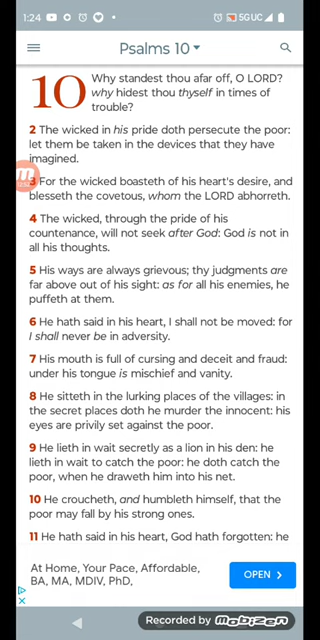 1:24
5G UC
Psalms 10
10 Why standest thou afar off, O LORD?
why hidest thou thyself in times of
trouble?
2 The wicked in his pride doth persecute the poor:
let them be taken in the devices that they have
imagined.
3 For the wicked boasteth of his heart's desire, and
blesseth the covetous, whom the LORD abhorreth.
4 The wicked, through the pride of his
countenance, will not seek after God: God is not in
all his thoughts.
5 His ways are always grievous; thy judgments are
far above out of his sight: as for all his enemies, he
puffeth at them.
6 He hath said in his heart, I shall not be moved: for
I shall never be in adversity.
7 His mouth is full of cursing and deceit and fraud:
under his tongue is mischief and vanity.
8 He sitteth in the lurking places of the villages: in
the secret places doth he murder the innocent: his
eyes are privily set against the poor.
9 He lieth in wait secretly as a lion in his den: he
lieth in wait to catch the poor: he doth catch the
poor, when he draweth him into his net.
10 He croucheth, and humbleth himself, that the
poor may fall by his strong ones.
11 He hath said in his heart, God hath forgotten: he
At Home, Your Pace, Affordable,
BA, MA, MDIV, PhD,
OPEN
Recorded by Mobizen